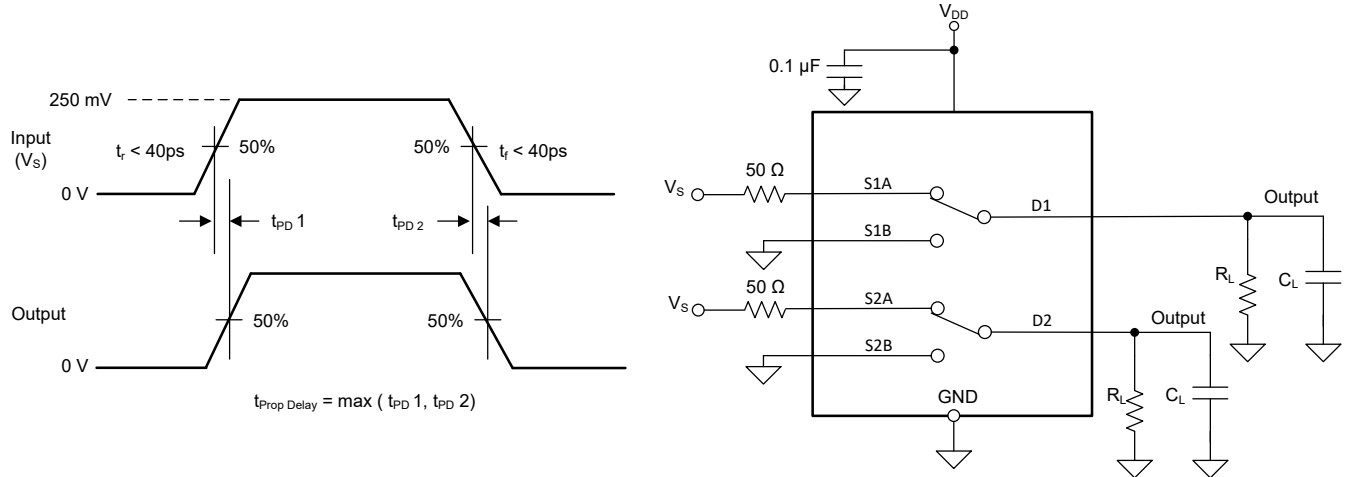 250 mV
Input
(VS)
tr < 40ps
50%
50%
tf < 40ps
0 V
tPD 1
tPD 2
Output
50%
50%
0 V
tProp Delay = max ( tPD 1, tPD 2)
VDD
0.1 µF
50 Ω
VS
S1A
D1
Output
S1B
RL
CL
50 Ω
VS
S2A
D2
Output
S2B
RL
CL
GND